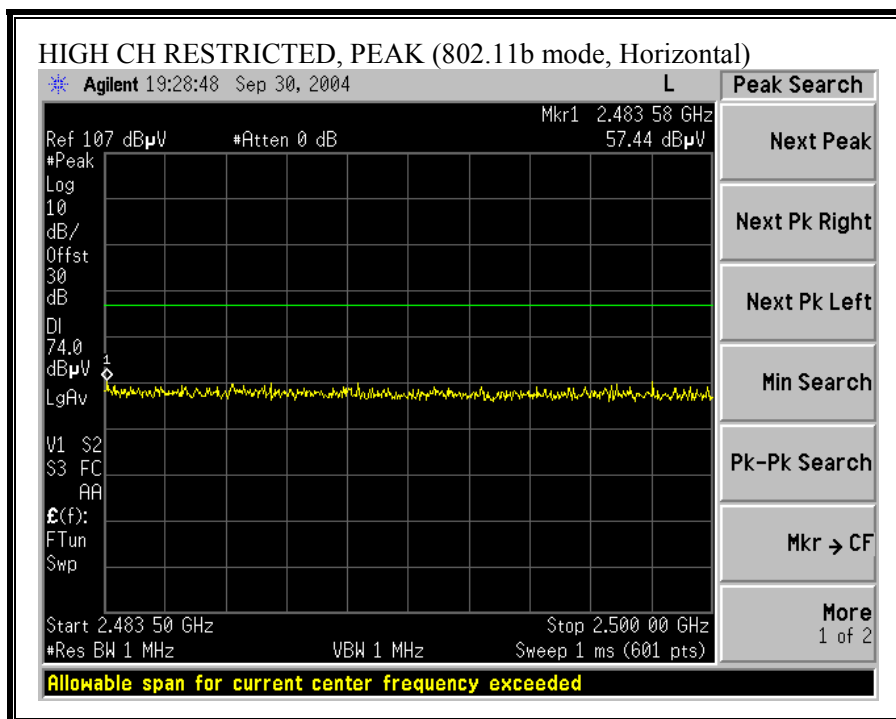 HIGH CH RESTRICTED, PEAK (802.11b mode, Horizontal)
Agilent 19:28:48 Sep 30, 2004 L
Peak Search
Mkr1 2.483 58 GHz
Ref 107 dBµV #Atten 0 dB 57.44 dBµV
#Peak
Log
10
dB/
Offst
30
dB
DI
74.0
dBµV
LgAv
1
V1 S2
S3 FC
AA
£(f):
FTun
Swp
Start 2.483 50 GHz Stop 2.500 00 GHz
#Res BW 1 MHz VBW 1 MHz Sweep 1 ms (601 pts)
Allowable span for current center frequency exceeded
Next Peak
Next Pk Right
Next Pk Left
Min Search
Pk-Pk Search
Mkr → CF
More
1 of 2